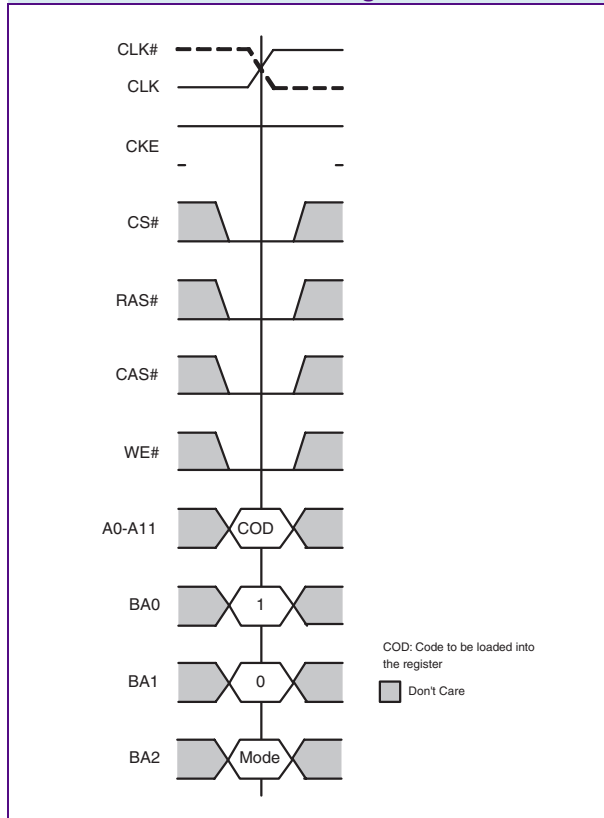 CLK#
CLK
CKE
CS#
RAS#
CAS#
WE#
A0-A11
COD
BA0
1
BA1
0
BA2
Mode
COD: Code to be loaded into
the register
Don't Care